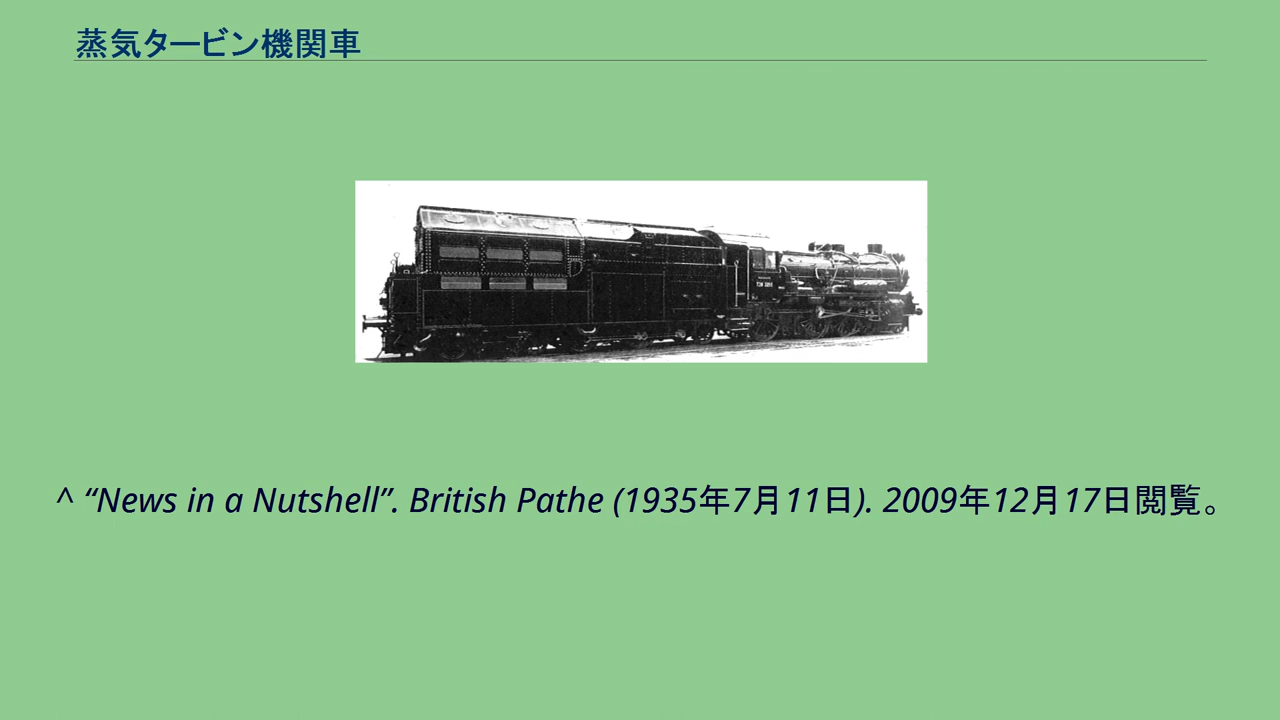 蒸気タービン機関車
^ “News in a Nutshell”. British Pathe (1935年7月11日). 2009年12月17日閲覧。